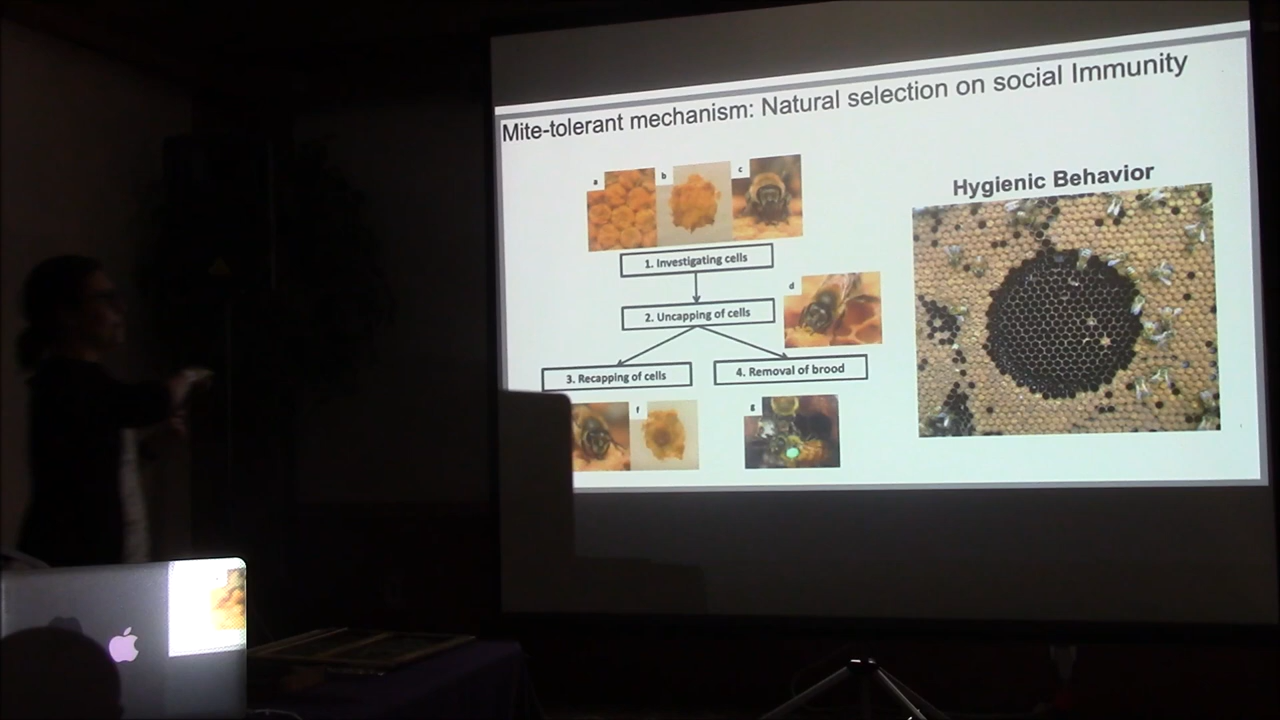 Mite-tolerant mechanism: Natural selection on social Immunity
Hygienic Behavior
a
b
c
1. Investigating cells
d
2. Uncapping of cells
3. Recapping of cells
4. Removal of brood
f
g